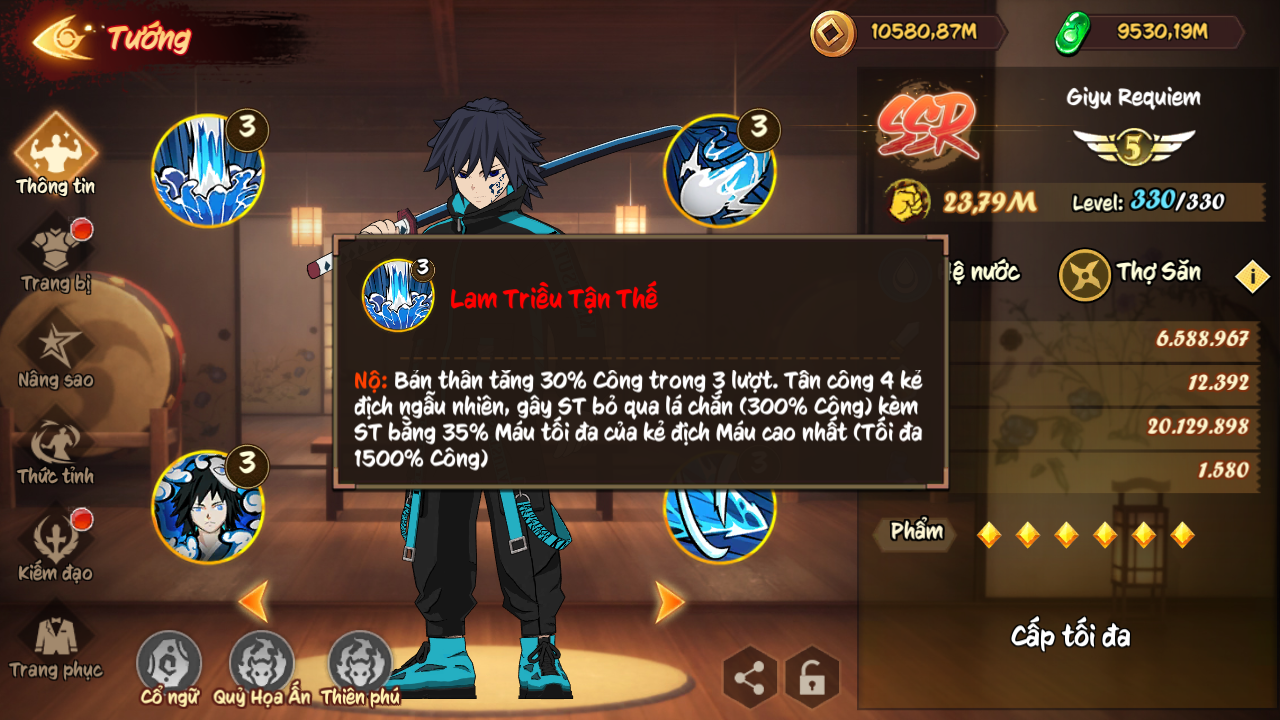 Tướng
10580,87M
9530,19M
SSR
Giyu Requiem
5
23,79M
Level: 330/330
Thông tin
Trang bị
Nâng sao
Thức tỉnh
Kiếm đạo
Trang phục
3
3
3
3
Lam Triều Tận Thế
Nộ: Bản thân tăng 30% Công trong 3 lượt. Tân công 4 kẻ
địch ngẫu nhiên, gây ST bỏ qua lá chắn (300% Công) kèm
ST bằng 35% Máu tối đa của kẻ địch Máu cao nhất (Tối đa
1500% Công)
3
ệ nước
Thợ Săn
i
6.588.967
12.392
20.129.898
1.580
Phẩm
Cấp tối đa
Cổ ngữ
Quỷ Họa Ấn
Thiên phú